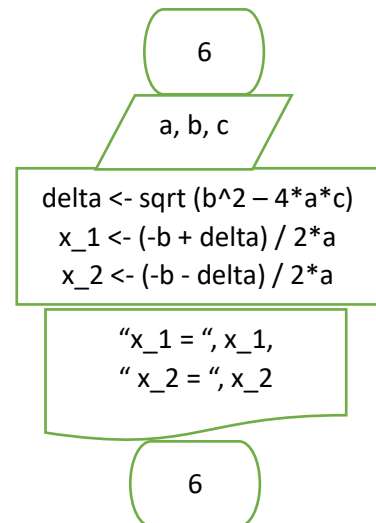 6
a, b, c
delta <- sqrt (b^2 – 4*a*c)
x_1 <- (-b + delta) / 2*a
x_2 <- (-b - delta) / 2*a
“x_1 = “, x_1,
“ x_2 = “, x_2
6